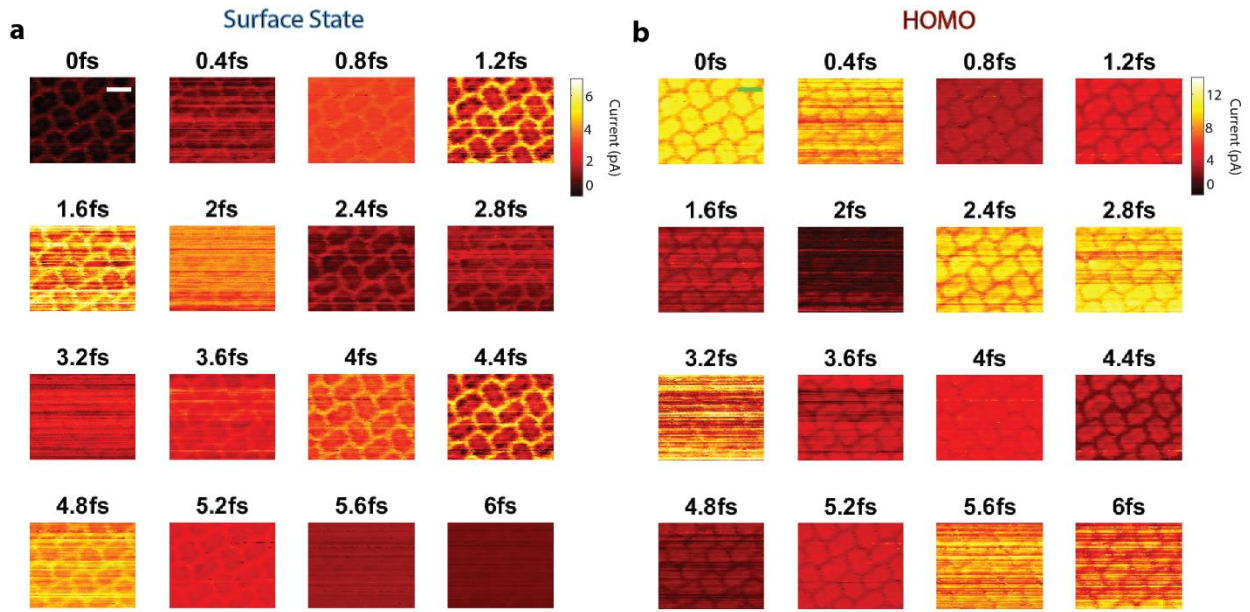 a
Surface State
0fs 0.4fs 0.8fs 1.2fs
6
4
2
0
Current (pA)
1.6fs 2fs 2.4fs 2.8fs
3.2fs 3.6fs 4fs 4.4fs
4.8fs 5.2fs 5.6fs 6fs
b
HOMO
0fs 0.4fs 0.8fs 1.2fs
12
8
4
0
Current (pA)
1.6fs 2fs 2.4fs 2.8fs
3.2fs 3.6fs 4fs 4.4fs
4.8fs 5.2fs 5.6fs 6fs